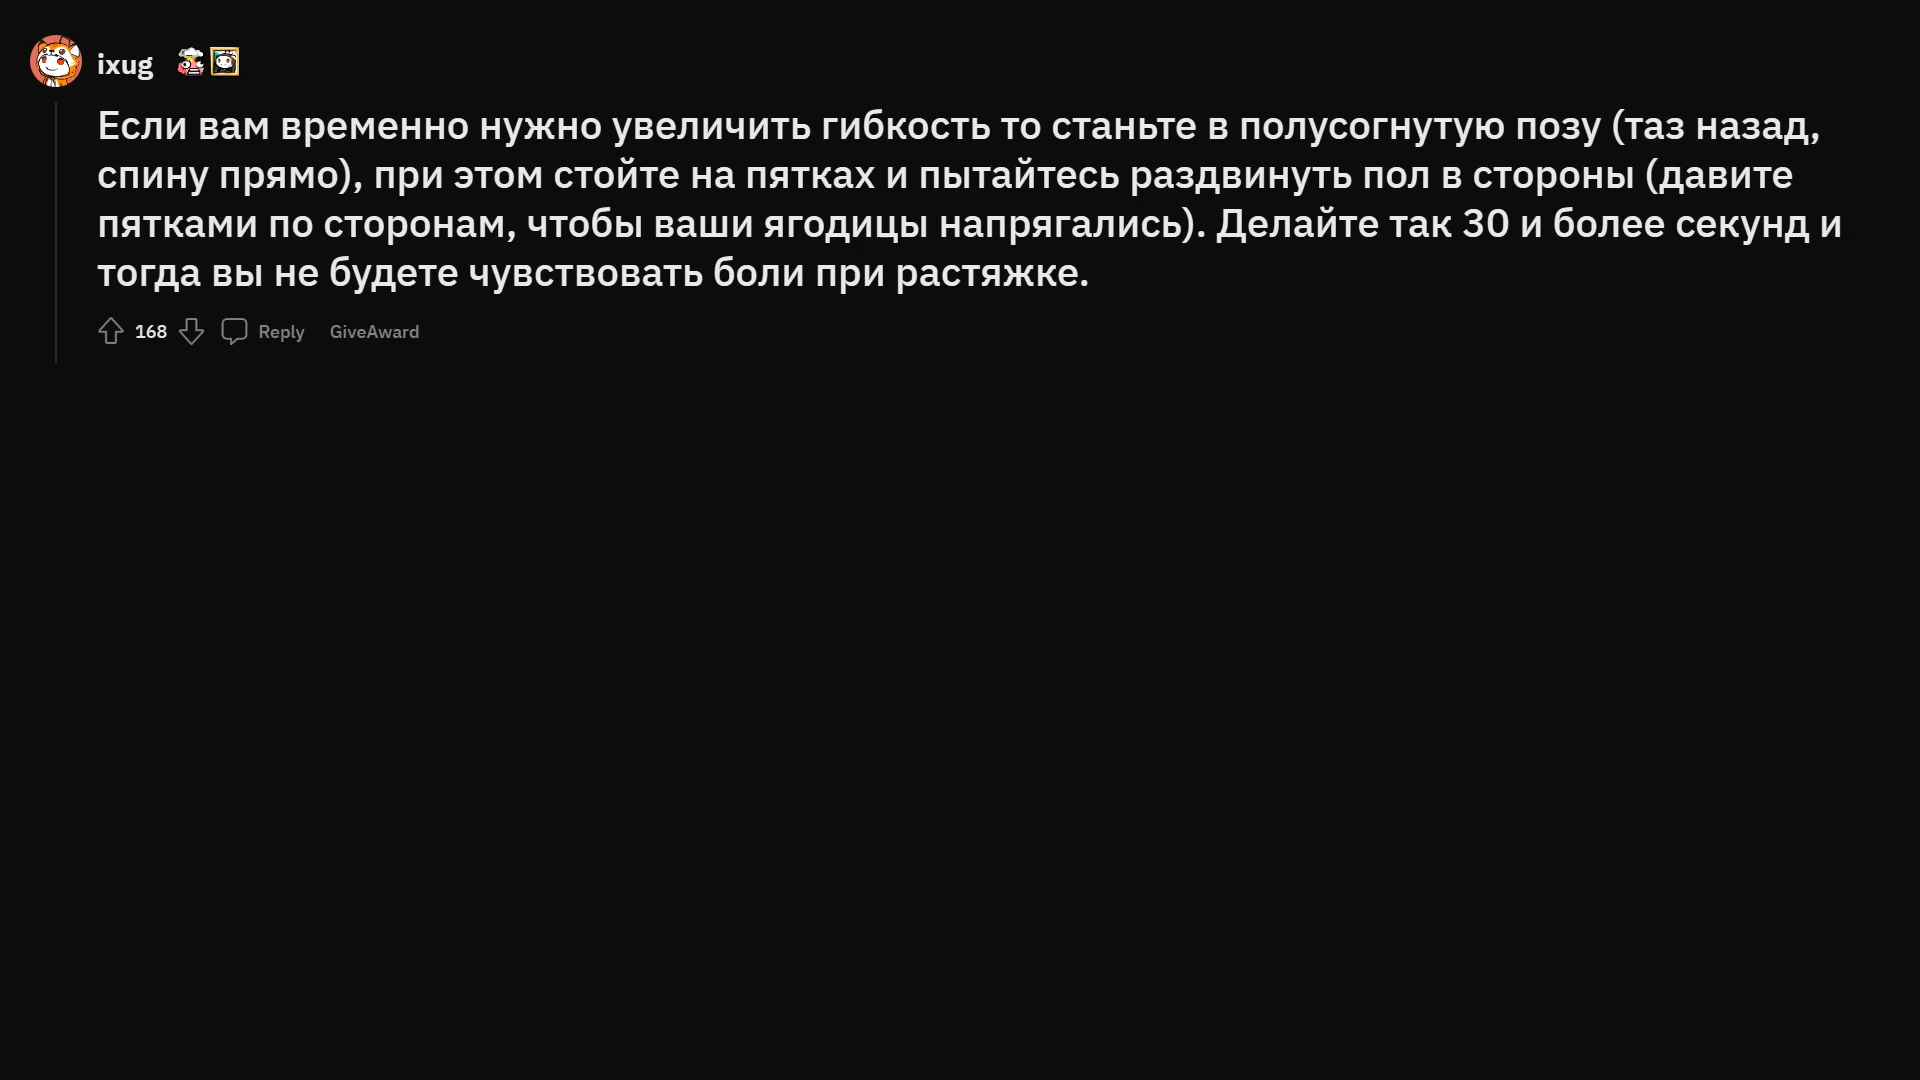 ixug
Если вам временно нужно увеличить гибкость то станьте в полусогнутую позу (таз назад,
спину прямо), при этом стойте на пятках и пытайтесь раздвинуть пол в стороны (давите
пятками по сторонам, чтобы ваши ягодицы напрягались). Делайте так 30 и более секунд и
тогда вы не будете чувствовать боли при растяжке.
168 Reply GiveAward